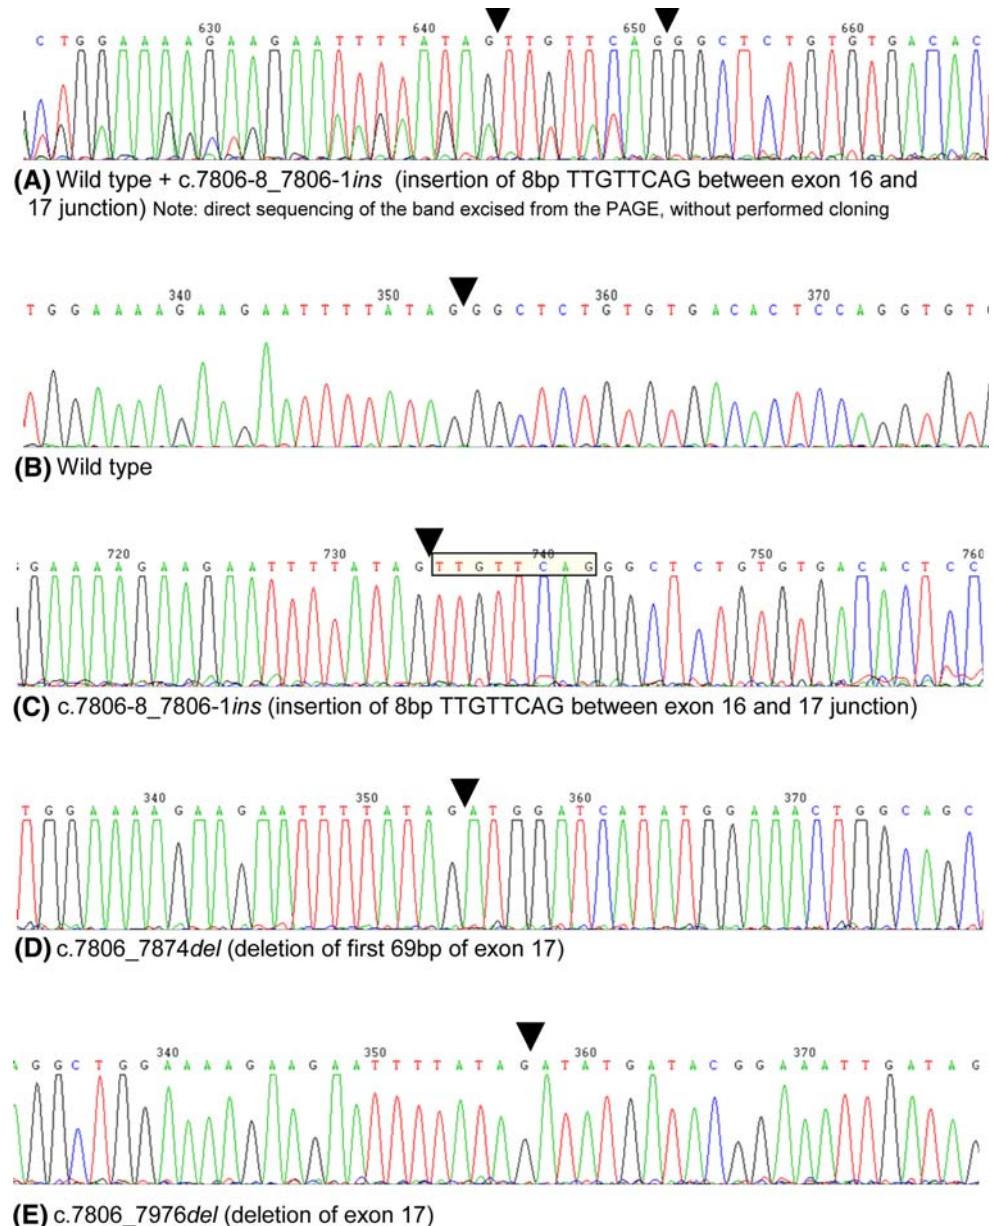 630 640 650 660
C T G G A A A A G A A G A A T T T T A T A G T T G T T C A G G G C T C T G T G T G A C A C
(A) Wild type + c.7806-8_7806-1ins (insertion of 8bp TTGTTCAG between exon 16 and
17 junction) Note: direct sequencing of the band excised from the PAGE, without performed cloning
340 350 360 370
T G G A A A A G A A G A A T T T T A T A G G G C T C T G T G T G A C A C T C C A G G T G T
(B) Wild type
720 730 740 750 760
G A A A A G A A G A A T T T T A T A G T T G T T C A G G G C T C T G T G T G A C A C T C C
(C) c.7806-8_7806-1ins (insertion of 8bp TTGTTCAG between exon 16 and 17 junction)
340 350 360 370
T G G A A A A G A A G A A T T T T A T A G A T G G A T C A T A T G G A A A C T G G C A G C
(D) c.7806_7874del (deletion of first 69bp of exon 17)
340 350 360 370
A G G C T G G A A A A G A A G A A T T T T A T A G A T A T G A T A C G G A A A T T G A T A G
(E) c.7806_7976del (deletion of exon 17)